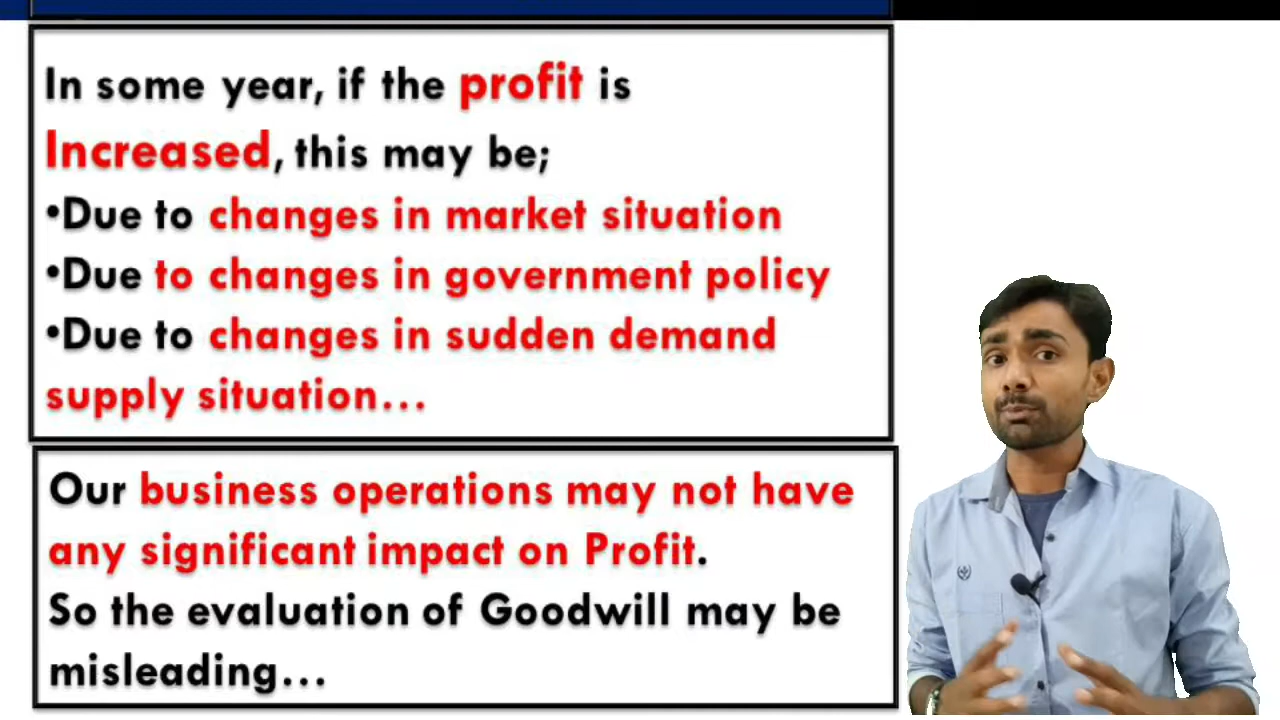 In some year, if the profit is
Increased, this may be;
•Due to changes in market situation
•Due to changes in government policy
•Due to changes in sudden demand
supply situation...
Our business operations may not have
any significant impact on Profit.
So the evaluation of Goodwill may be
misleading...